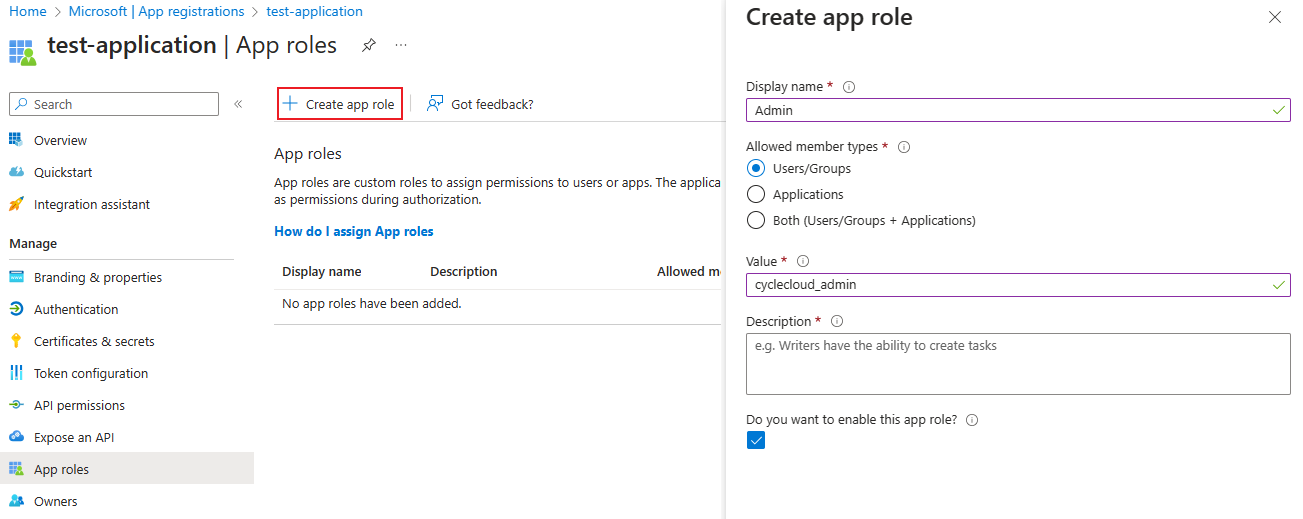 Home > Microsoft | App registrations > test-application
test-application | App roles
Search
Overview
Quickstart
Integration assistant
Manage
Branding & properties
Authentication
Certificates & secrets
Token configuration
API permissions
Expose an API
App roles
Owners
Create app role
Got feedback?
App roles
App roles are custom roles to assign permissions to users or apps. The applica
as permissions during authorization.
How do I assign App roles
Display name Description Allowed me
No app roles have been added.
Create app role
Display name *
Admin
Allowed member types *
Users/Groups
Applications
Both (Users/Groups + Applications)
Value *
cyclecloud_admin
Description *
e.g. Writers have the ability to create tasks
Do you want to enable this app role?